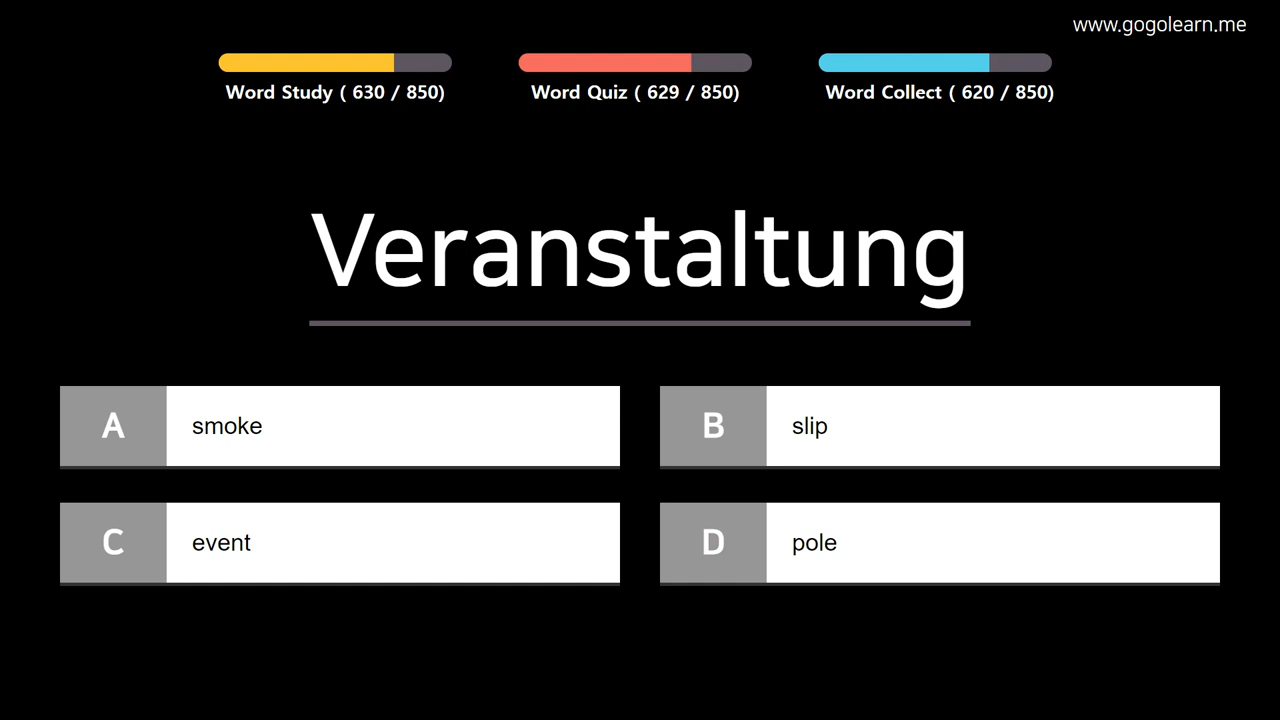 www.gogolearn.me
Word Study ( 630 / 850)
Word Quiz ( 629 / 850)
Word Collect ( 620 / 850)
Veranstaltung
A smoke
B slip
C event
D pole